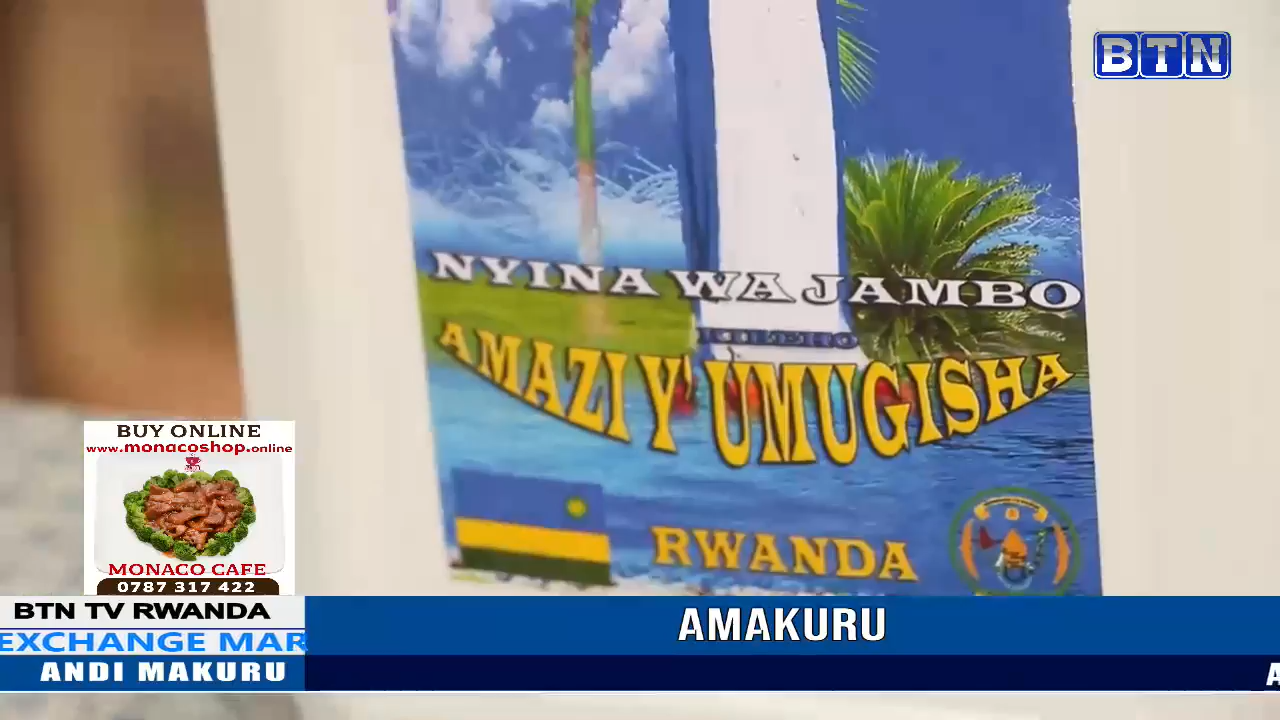 BTN
NYINA WA JAMBO
KIBEHO
AMAZI Y' UMUGISHA
RWANDA
BUY ONLINE
www.monacoshop.online
MONACO CAFE
0787 317 422
BTN TV RWANDA
EXCHANGE MAR
ANDI MAKURU
AMAKURU
A